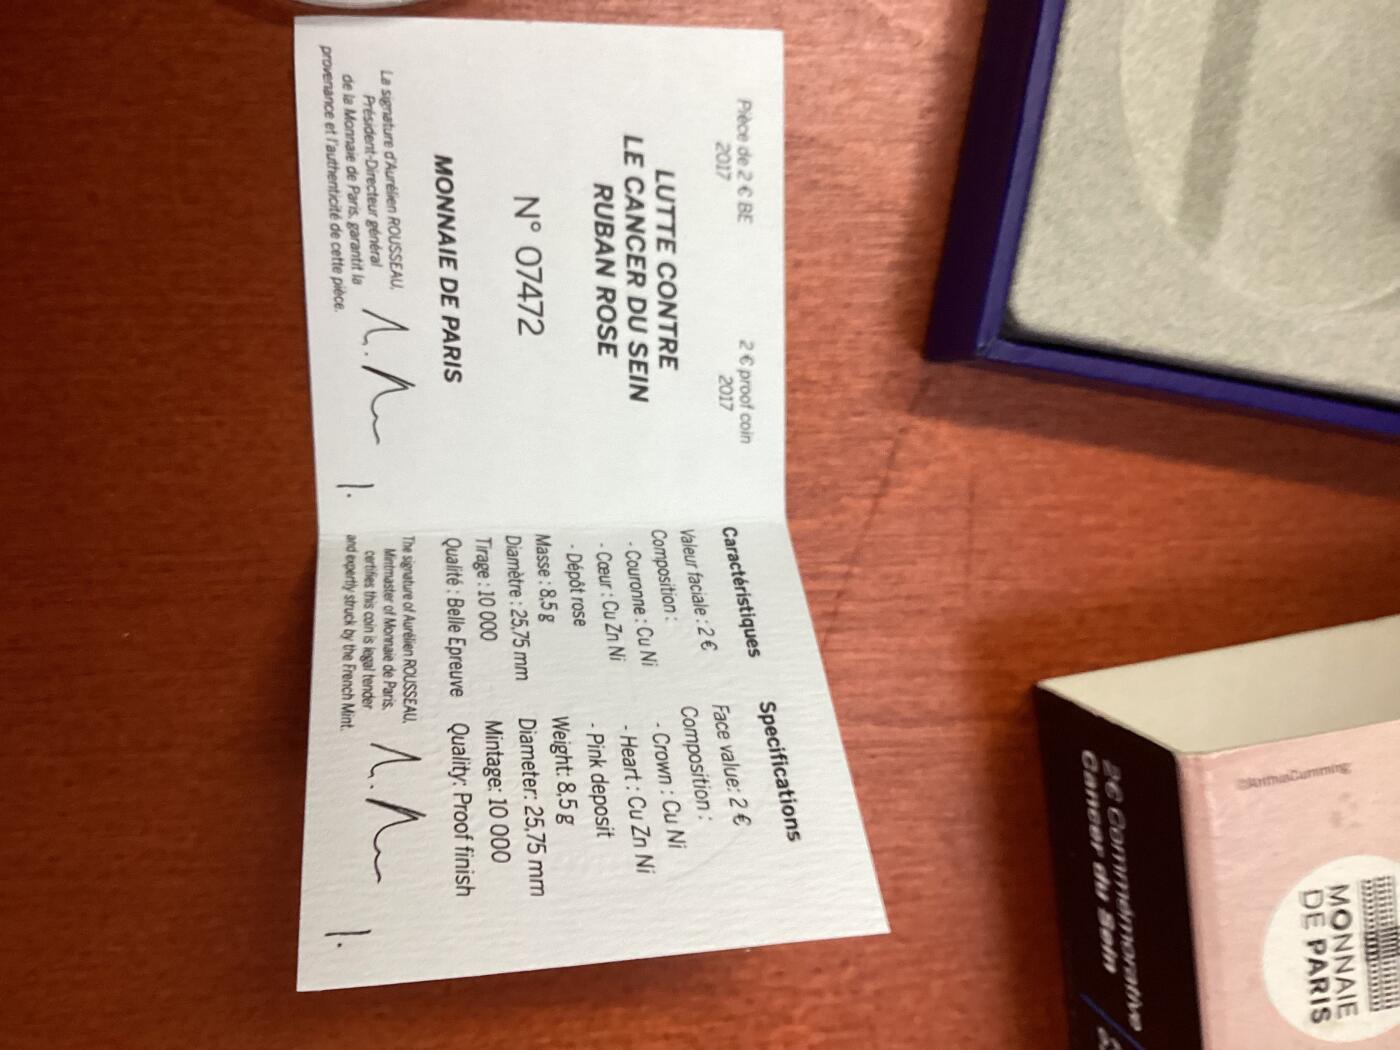 Pièce de 2 € BE
2017
2 € proof coin
2017
LUTTE CONTRE
LE CANCER DU SEIN
RUBAN ROSE
N° 07472
MONNAIE DE PARIS
La signature d'Aurélien ROUSSEAU,
Président-Directeur général
de la Monnaie de Paris, garantit la
provenance et l'authenticité de cette pièce.
Caractéristiques
Valeur faciale : 2 €
Composition :
- Couronne : Cu Ni
- Cœur : Cu Zn Ni
- Dépôt rose
Masse : 8,5 g
Diamètre : 25,75 mm
Tirage : 10 000
Qualité : Belle Epreuve
Specifications
Face value: 2 €
Composition :
- Crown : Cu Ni
- Heart : Cu Zn Ni
- Pink deposit
Weight: 8,5 g
Diameter: 25,75 mm
Mintage: 10 000
Quality: Proof finish
The signature of Aurélien ROUSSEAU,
Mintmaster of Monnaie de Paris,
certifies this coin is legal tender
and expertly struck by the French Mint.
2€ Commémorative
Cancer du Sein
MONNAIE
DE PARIS